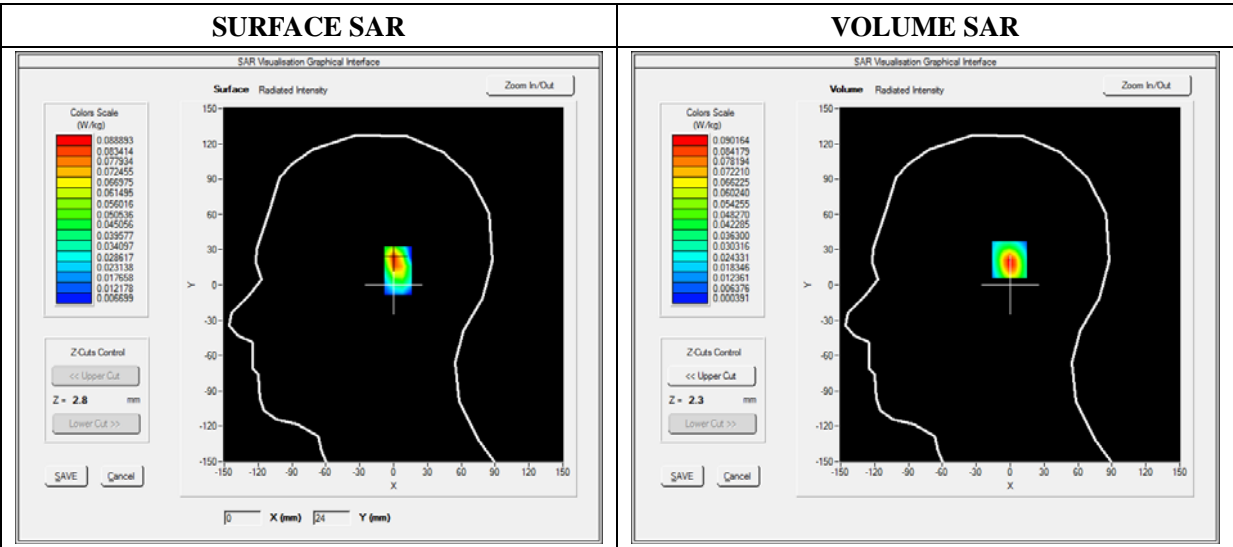 SURFACE SAR
SAR Visualisation Graphical Interface
Surface Radiated Intensity
Zoom In/Out
Colors Scale
(W/kg)
0.088893
0.083414
0.077934
0.072455
0.066975
0.061495
0.056016
0.050536
0.045056
0.039577
0.034097
0.028617
0.023138
0.017658
0.012178
0.006699
Z-Cuts Control
<< Upper Cut
Z = 2.8 mm
Lower Cut >>
SAVE Cancel
150
120
90
60
30
0
-30
-60
-90
-120
-150
Y
-150 -120 -90 -60 -30 0 30 60 90 120 150
X
0 X (mm) 24 Y (mm)
VOLUME SAR
SAR Visualisation Graphical Interface
Volume Radiated Intensity
Zoom In/Out
Colors Scale
(W/kg)
0.090164
0.084179
0.078194
0.072210
0.066225
0.060240
0.054255
0.048270
0.042285
0.036300
0.030316
0.024331
0.018346
0.012361
0.006376
0.000391
Z-Cuts Control
<< Upper Cut
Z = 2.3 mm
Lower Cut >>
SAVE Cancel
150
120
90
60
30
0
-30
-60
-90
-120
-150
Y
-150 -120 -90 -60 -30 0 30 60 90 120 150
X